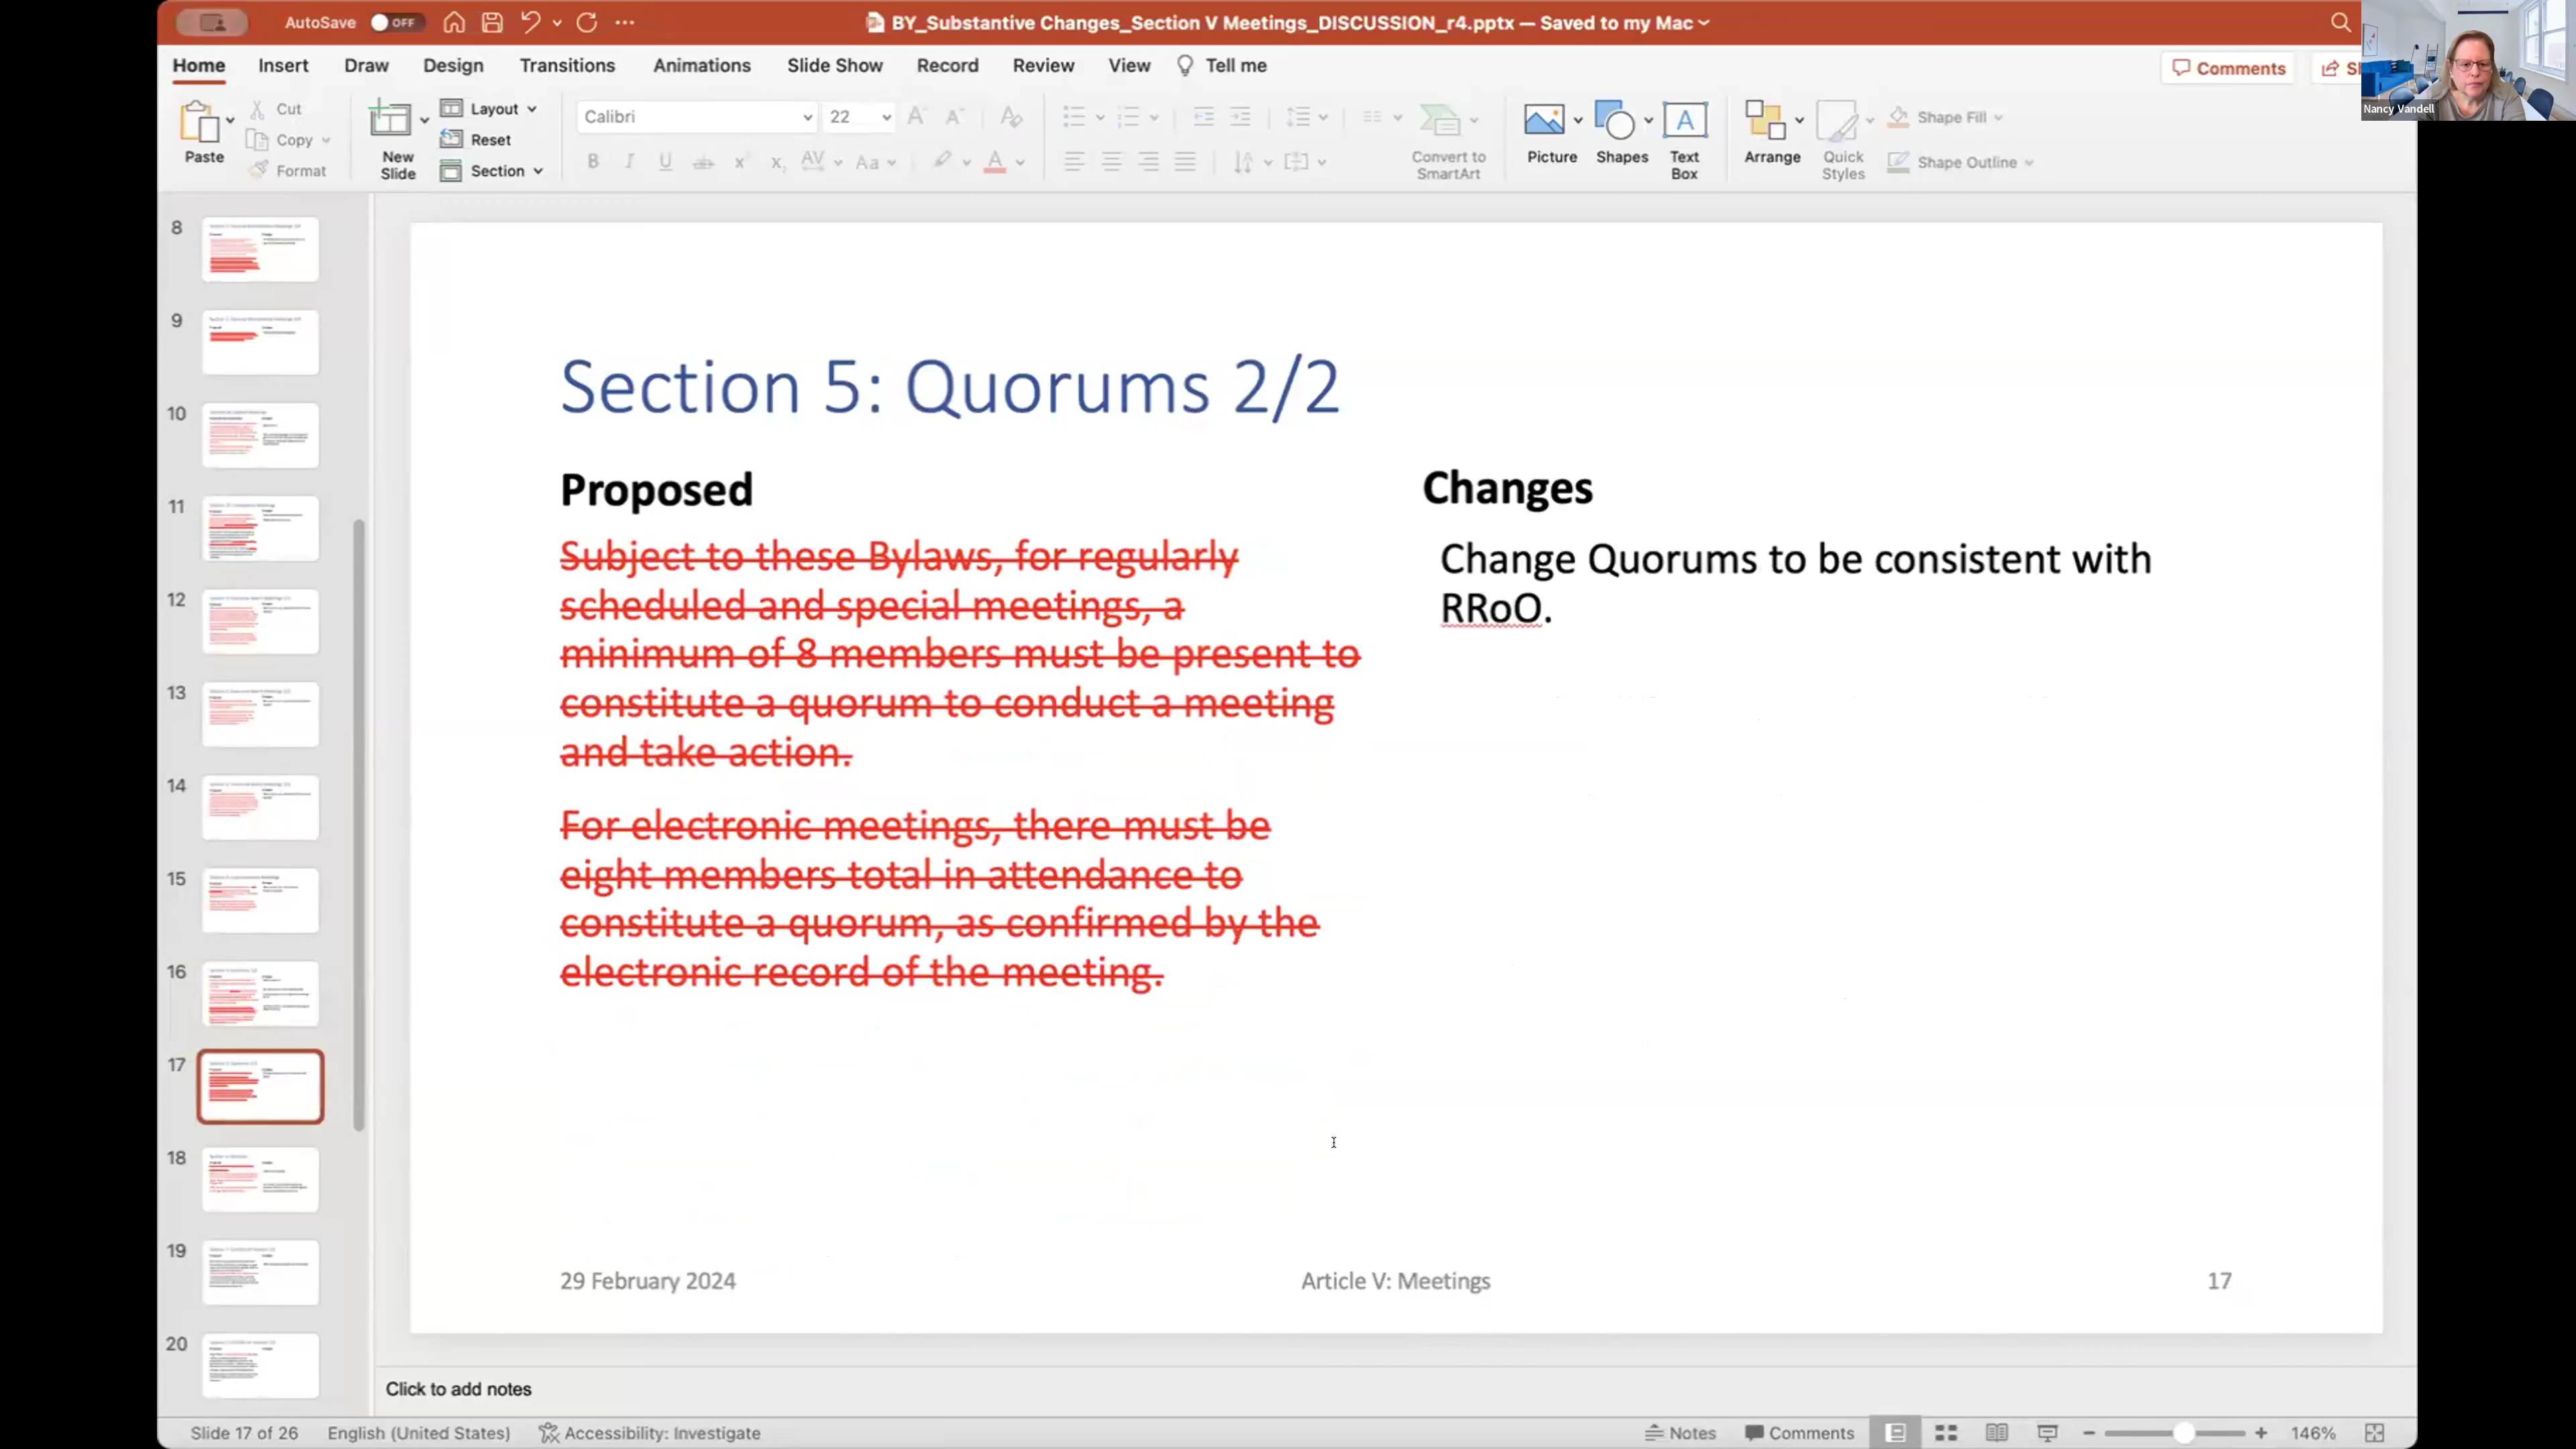 AutoSave OFF
BY_Substantive Changes_Section V Meetings_DISCUSSION_r4.pptx — Saved to my Mac
Home Insert Draw Design Transitions Animations Slide Show Record Review View Tell me
Comments
Nancy Vandell
Paste
Cut
Copy
Format
New Slide
Layout
Reset
Section
Calibri 22
Convert to SmartArt
Picture
Shapes
Text Box
Arrange
Quick Styles
Shape Fill
Shape Outline
8
9
10
11
12
13
14
15
16
17
18
19
20
Section 5: Quorums 2/2
Proposed
Subject to these Bylaws, for regularly
scheduled and special meetings, a
minimum of 8 members must be present to
constitute a quorum to conduct a meeting
and take action.
For electronic meetings, there must be
eight members total in attendance to
constitute a quorum, as confirmed by the
electronic record of the meeting.
Changes
Change Quorums to be consistent with
RRoO.
29 February 2024 Article V: Meetings 17
Click to add notes
Slide 17 of 26 English (United States) Accessibility: Investigate Notes Comments 146%